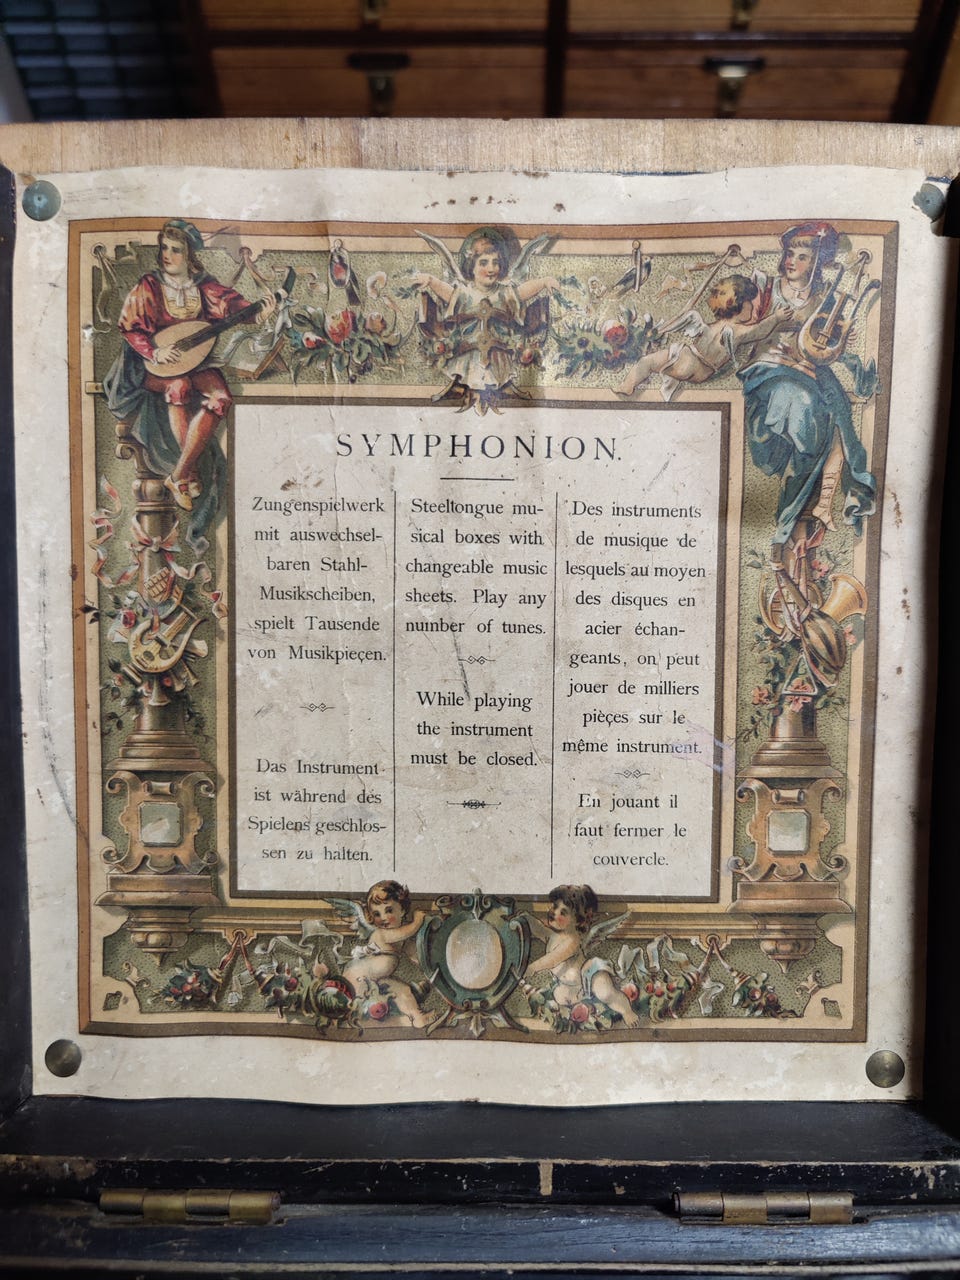 SYMPHONION.
Zungenspielwerk
mit auswechsel-
baren Stahl-
Musikscheiben,
spielt Tausende
von Musikpieçen.
Das Instrument
ist während des
Spielens geschlos-
sen zu halten.
Steeltongue mu-
sical boxes with
changeable music
sheets. Play any
number of tunes.
While playing
the instrument
must be closed.
Des instruments
de musique de
lesquels au moyen
des disques en
acier échan-
geants, on peut
jouer de milliers
pièçes sur le
même instrument.
En jouant il
faut fermer le
couvercle.